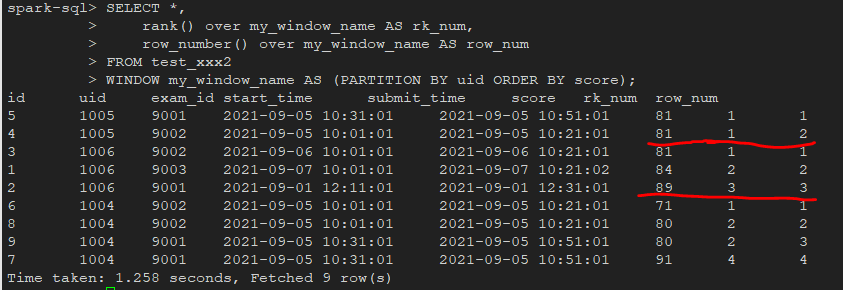 spark-sql> SELECT *,
> rank() over my_window_name AS rk_num,
> row_number() over my_window_name AS row_num
> FROM test_xxx2
> WINDOW my_window_name AS (PARTITION BY uid ORDER BY score);
id uid exam_id start_time submit_time score rk_num row_num
5 1005 9001 2021-09-05 10:31:01 2021-09-05 10:51:01 81 1 1
4 1005 9002 2021-09-05 10:01:01 2021-09-05 10:21:01 81 1 2
3 1006 9002 2021-09-06 10:01:01 2021-09-06 10:21:01 81 1 1
1 1006 9003 2021-09-07 10:01:01 2021-09-07 10:21:02 84 2 2
2 1006 9001 2021-09-01 12:11:01 2021-09-01 12:31:01 89 3 3
6 1004 9002 2021-09-05 10:01:01 2021-09-05 10:21:01 71 1 1
8 1004 9002 2021-09-05 10:01:01 2021-09-05 10:21:01 80 2 2
9 1004 9001 2021-09-05 10:31:01 2021-09-05 10:51:01 80 2 3
7 1004 9001 2021-09-05 10:31:01 2021-09-05 10:51:01 91 4 4
Time taken: 1.258 seconds, Fetched 9 row(s)